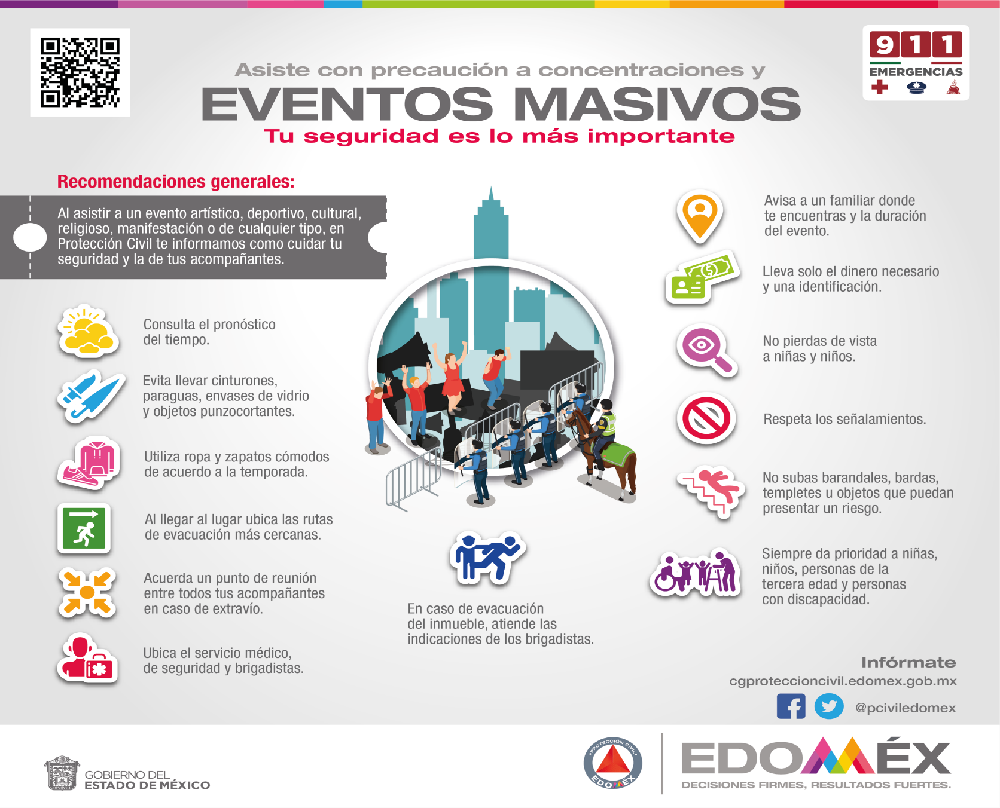 Asiste con precaución a concentraciones y
EVENTOS MASIVOS
Tu seguridad es lo más importante
911
EMERGENCIAS
Recomendaciones generales:
Al asistir a un evento artístico, deportivo, cultural,
religioso, manifestación o de cualquier tipo, en
Protección Civil te informamos como cuidar tu
seguridad y la de tus acompañantes.
Consulta el pronóstico
del tiempo.
Evita llevar cinturones,
paraguas, envases de vidrio
y objetos punzocortantes.
Utiliza ropa y zapatos cómodos
de acuerdo a la temporada.
Al llegar al lugar ubica las rutas
de evacuación más cercanas.
Acuerda un punto de reunión
entre todos tus acompañantes
en caso de extravío.
Ubica el servicio médico,
de seguridad y brigadistas.
En caso de evacuación
del inmueble, atiende las
indicaciones de los brigadistas.
Avisa a un familiar donde
te encuentras y la duración
del evento.
Lleva solo el dinero necesario
y una identificación.
No pierdas de vista
a niñas y niños.
Respeta los señalamientos.
No subas barandales, bardas,
templetes u objetos que puedan
presentar un riesgo.
Siempre da prioridad a niñas,
niños, personas de la
tercera edad y personas
con discapacidad.
Infórmate
cgproteccioncivil.edomex.gob.mx
@pciviledomex
GOBIERNO DEL
ESTADO DE MÉXICO
PROTECCIÓN CIVIL
EDOMÉX
EDOMÉX
DECISIONES FIRMES, RESULTADOS FUERTES.